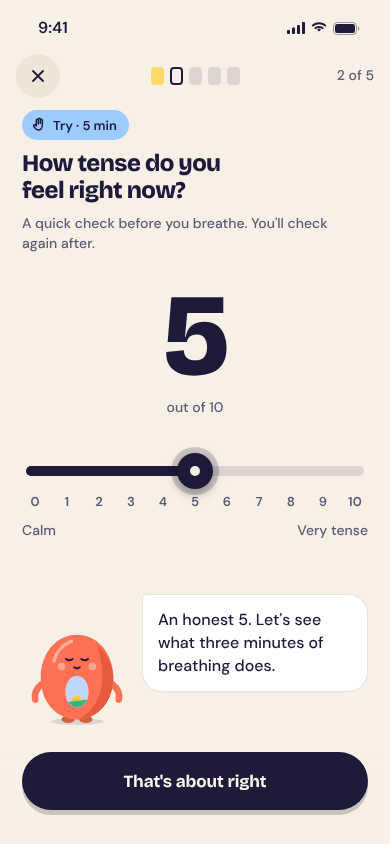 9:41
2 of 5
Try · 5 min
How tense do you
feel right now?
A quick check before you breathe. You'll check
again after.
5
out of 10
0 1 2 3 4 5 6 7 8 9 10
Calm Very tense
An honest 5. Let's see
what three minutes of
breathing does.
That's about right